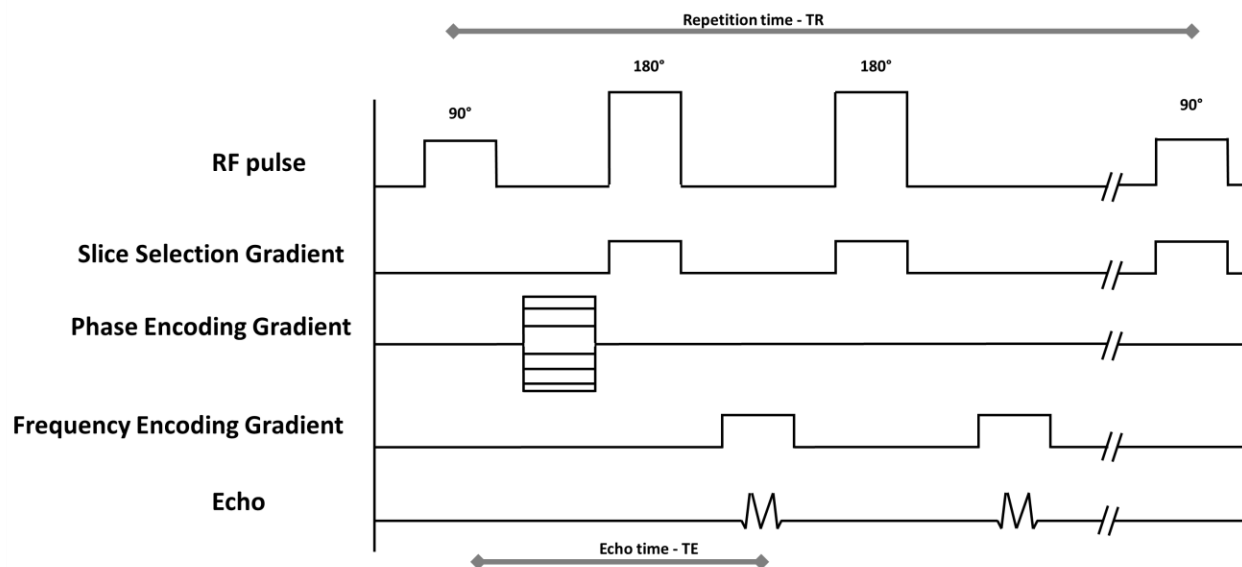 Repetition time - TR
180°
180°
90°
90°
RF pulse
Slice Selection Gradient
Phase Encoding Gradient
Frequency Encoding Gradient
Echo
Echo time - TE